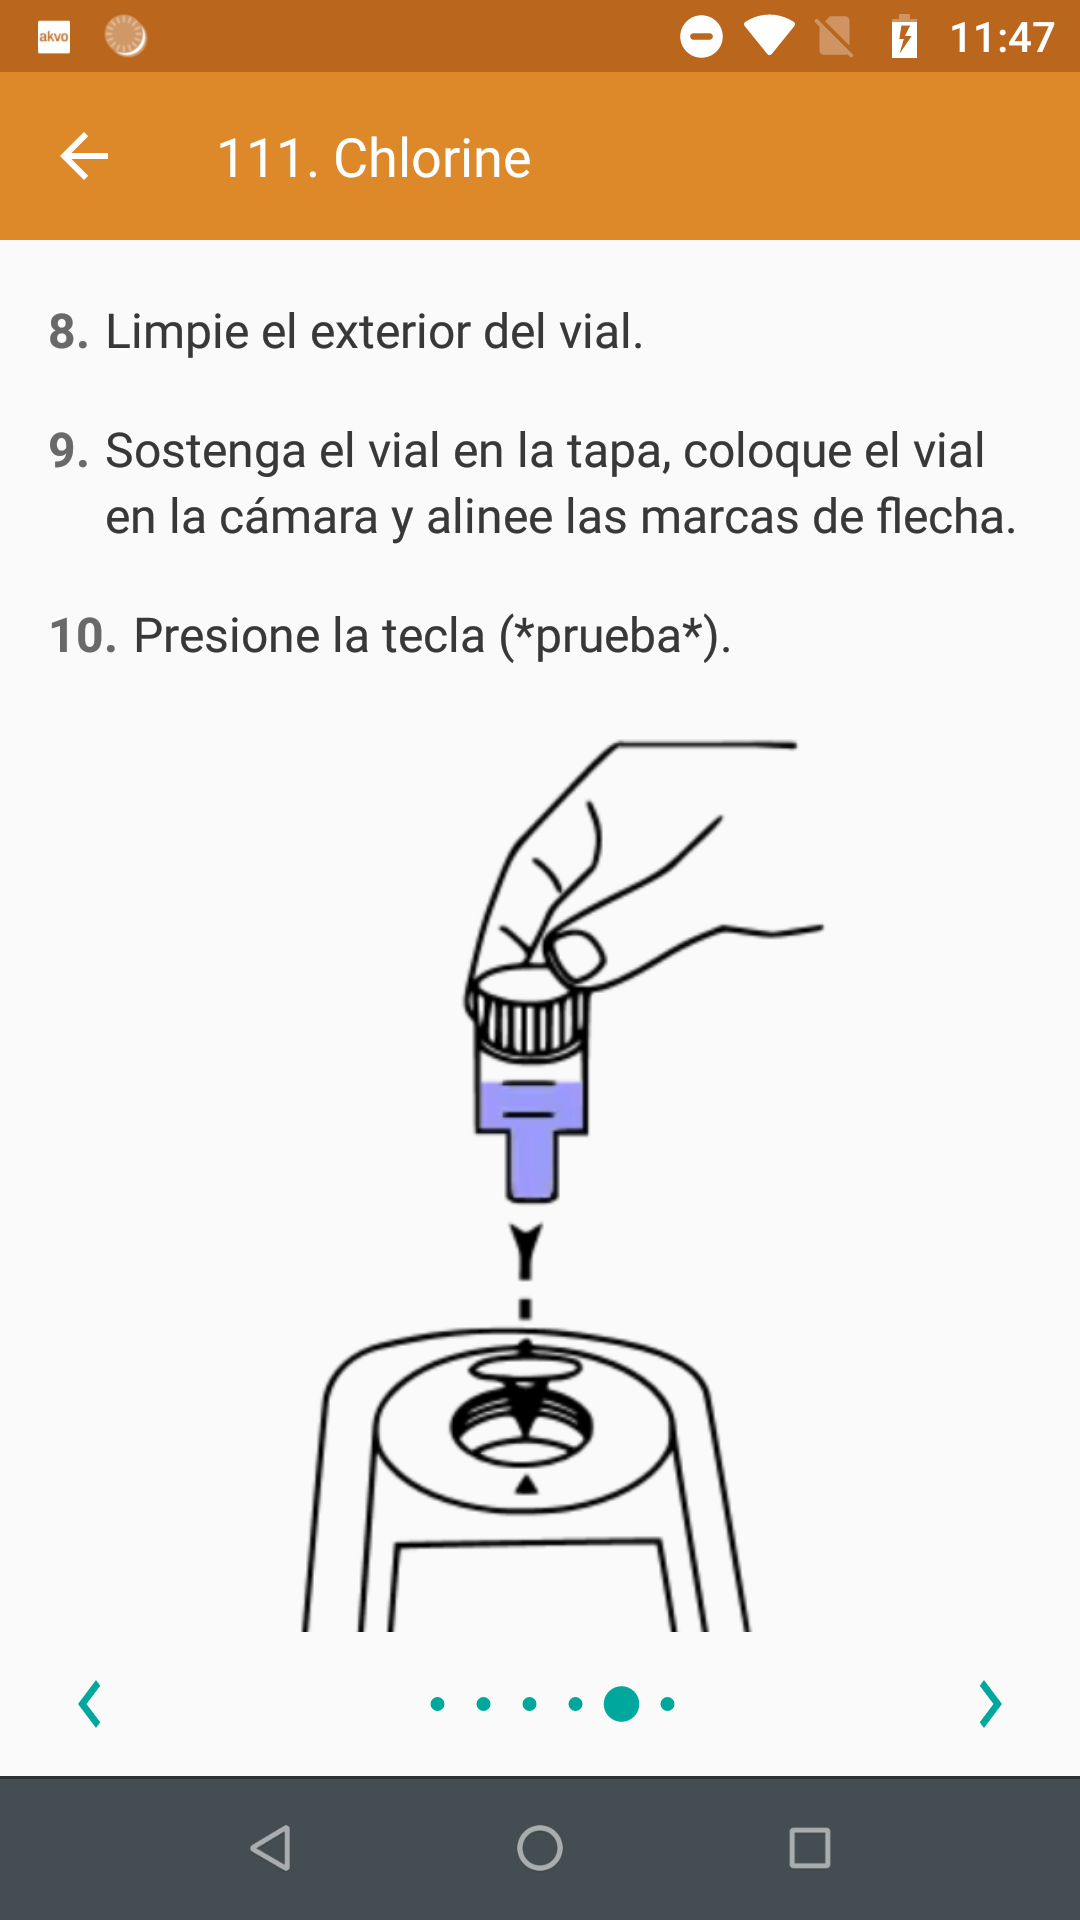 akvo
11:47
111. Chlorine
8. Limpie el exterior del vial.
9. Sostenga el vial en la tapa, coloque el vial
en la cámara y alinee las marcas de flecha.
10. Presione la tecla (*prueba*).